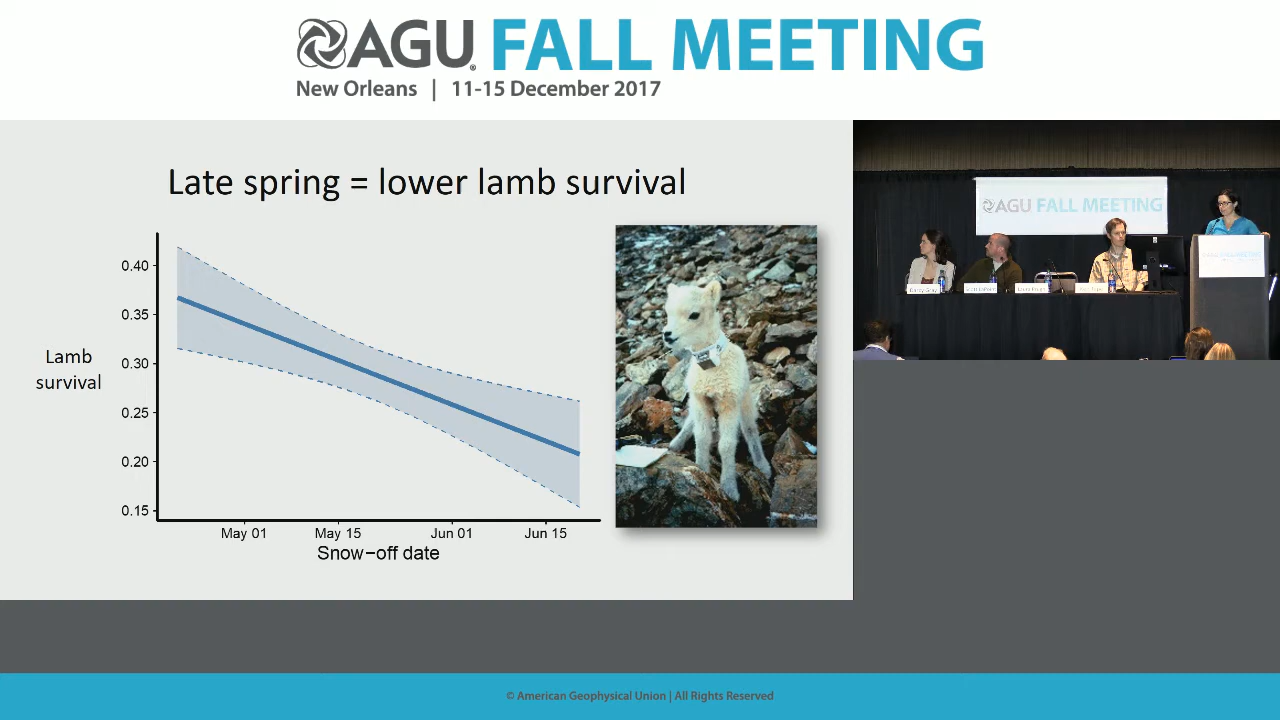 AGU FALL MEETING
New Orleans | 11-15 December 2017
Late spring = lower lamb survival
0.40
0.35
0.30
0.25
0.20
0.15
Lamb
survival
May 01
May 15
Jun 01
Jun 15
Snow−off date
AGU FALL MEETING
Darcy Gray
© American Geophysical Union | All Rights Reserved